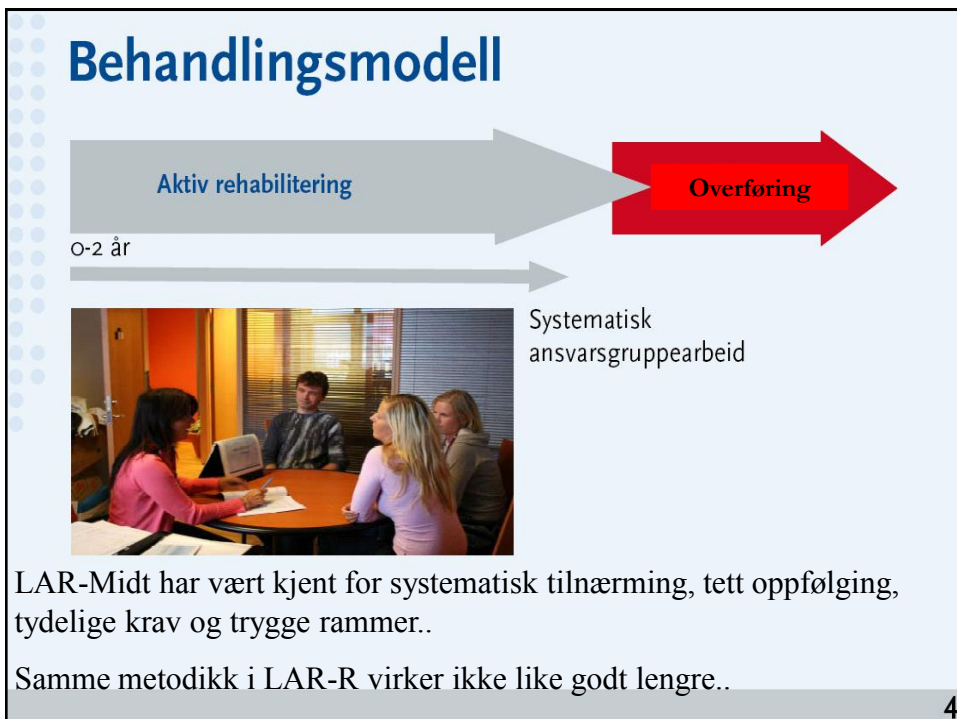 Behandlingsmodell
Aktiv rehabilitering
Overføring
0-2 år
Systematisk
ansvarsgruppearbeid
LAR-Midt har vært kjent for systematisk tilnærming, tett oppfølging,
tydelige krav og trygge rammer..
Samme metodikk i LAR-R virker ikke like godt lengre..
4